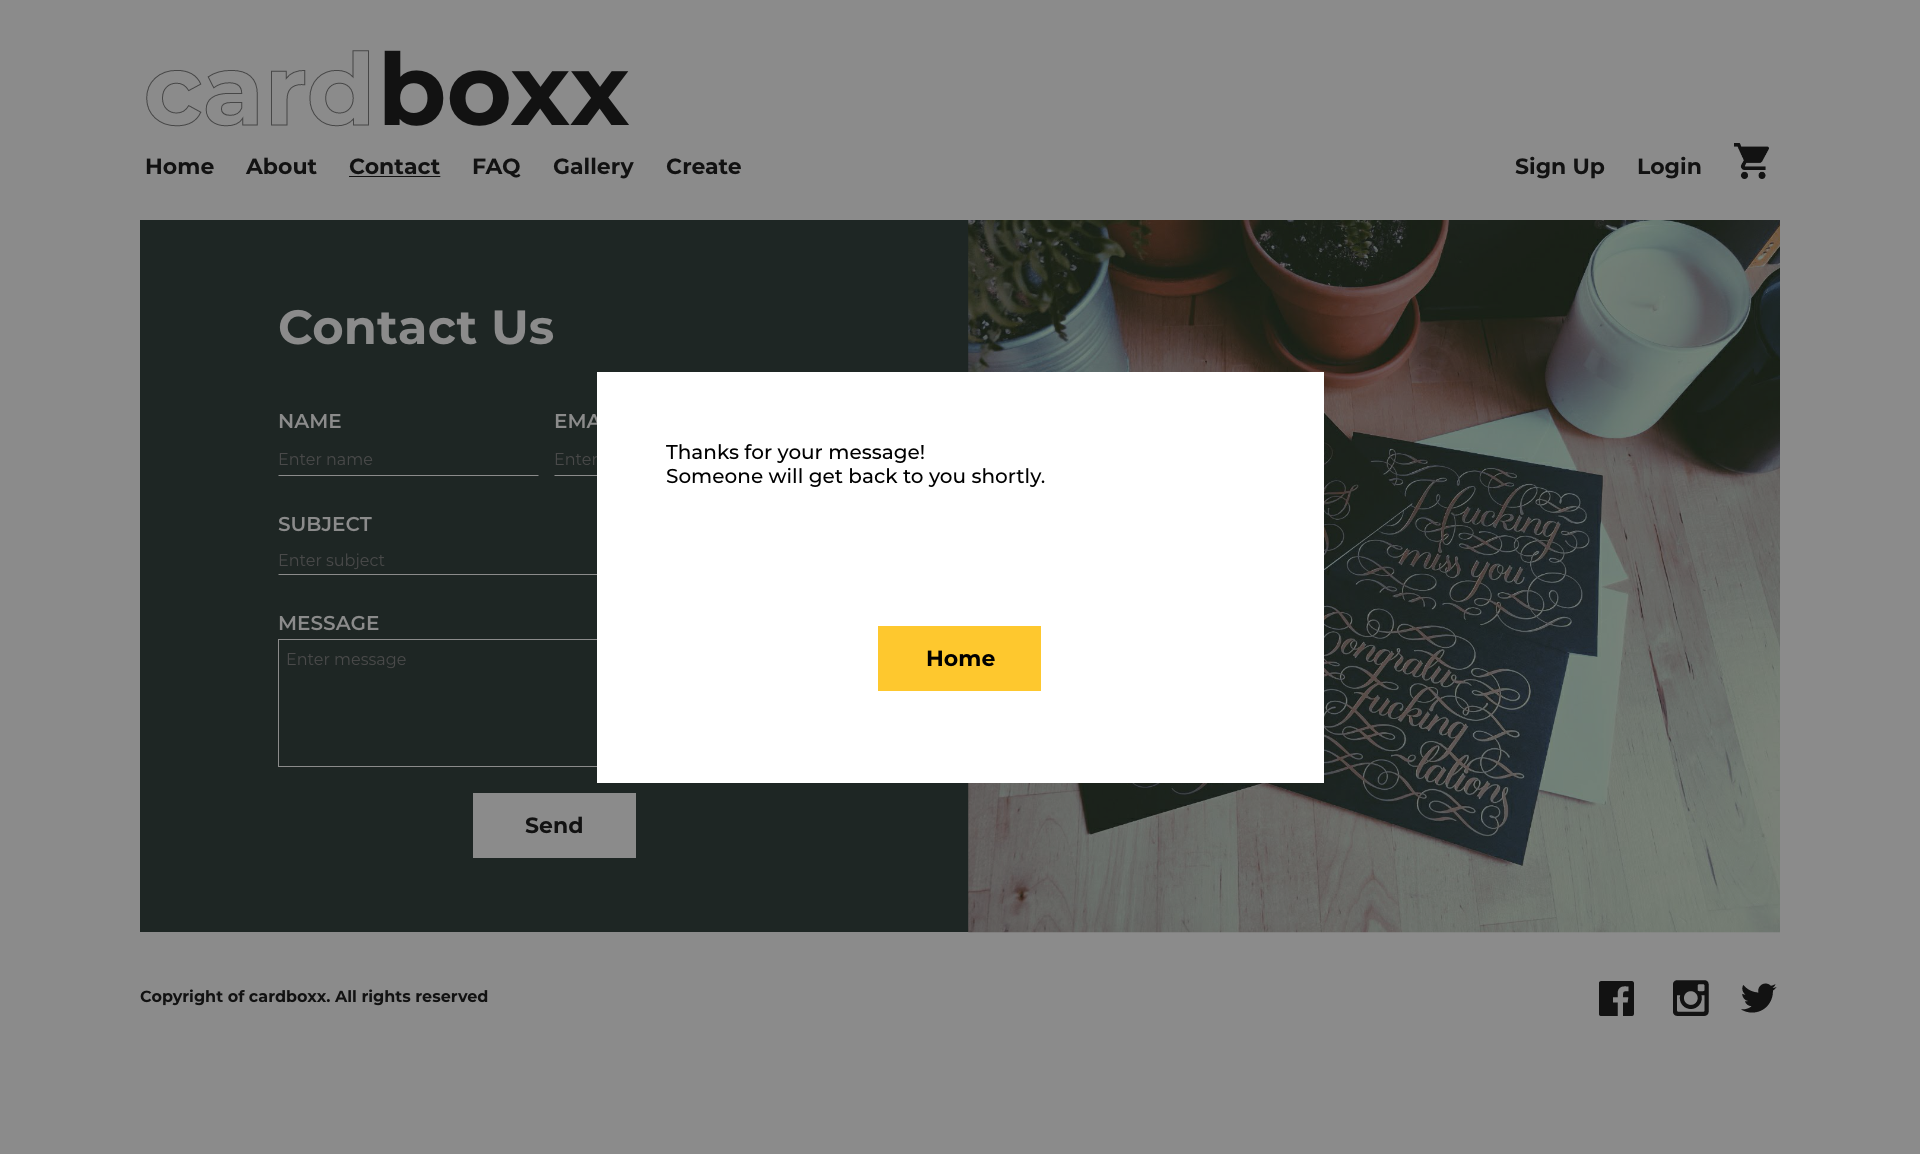 cardboxx
Home About Contact FAQ Gallery Create Sign Up Login
Contact Us
NAME EMA
Enter name Enter
SUBJECT
Enter subject
MESSAGE
Enter message
Send
Thanks for your message!
Someone will get back to you shortly.
Home
I fucking
miss you
Congratu
fucking
lations
Copyright of cardboxx. All rights reserved